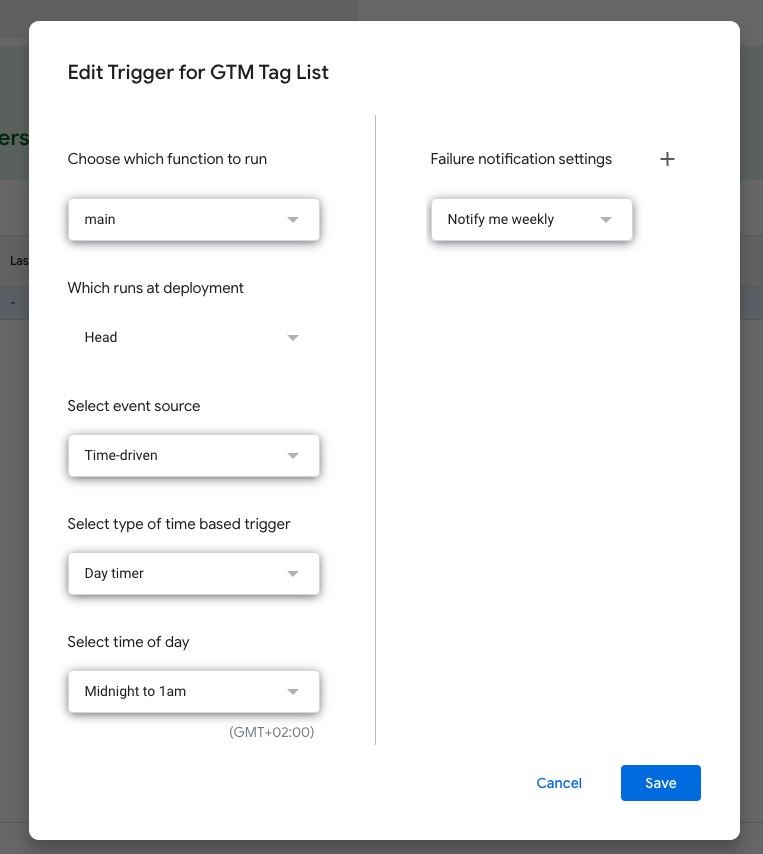 Edit Trigger for GTM Tag List
ers
Las
-
Choose which function to run
main
Which runs at deployment
Head
Select event source
Time-driven
Select type of time based trigger
Day timer
Select time of day
Midnight to 1am
(GMT+02:00)
Failure notification settings
+
Notify me weekly
Cancel
Save